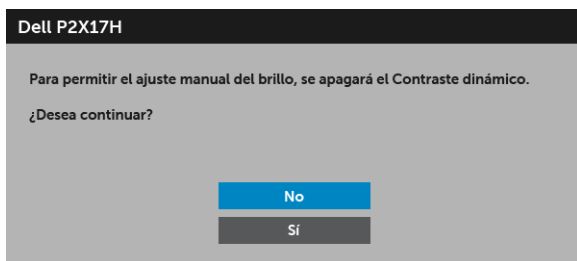 Dell P2X17H
Para permitir el ajuste manual del brillo, se apagará el Contraste dinámico.
¿Desea continuar?
No
Sí